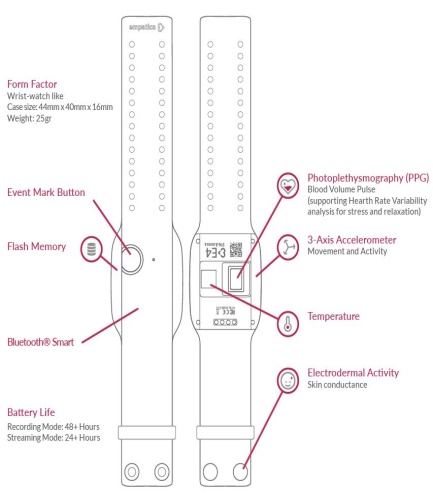 empatica
Form Factor
Wrist-watch like
Case size: 44mm x 40mm x 16mm
Weight: 25gr
Event Mark Button
Flash Memory
Bluetooth® Smart
Battery Life
Recording Mode: 48+ Hours
Streaming Mode: 24+ Hours
E4
Photoplethysmography (PPG)
Blood Volume Pulse
(supporting Hearth Rate Variability
analysis for stress and relaxation)
3-Axis Accelerometer
Movement and Activity
Temperature
Electrodermal Activity
Skin conductance